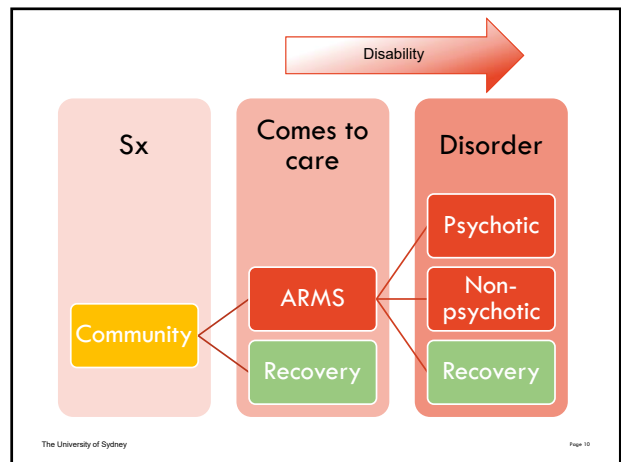 Disability
Sx
Comes to
care
Disorder
Community
ARMS
Recovery
Psychotic
Non-
psychotic
Recovery
The University of Sydney
Page 10